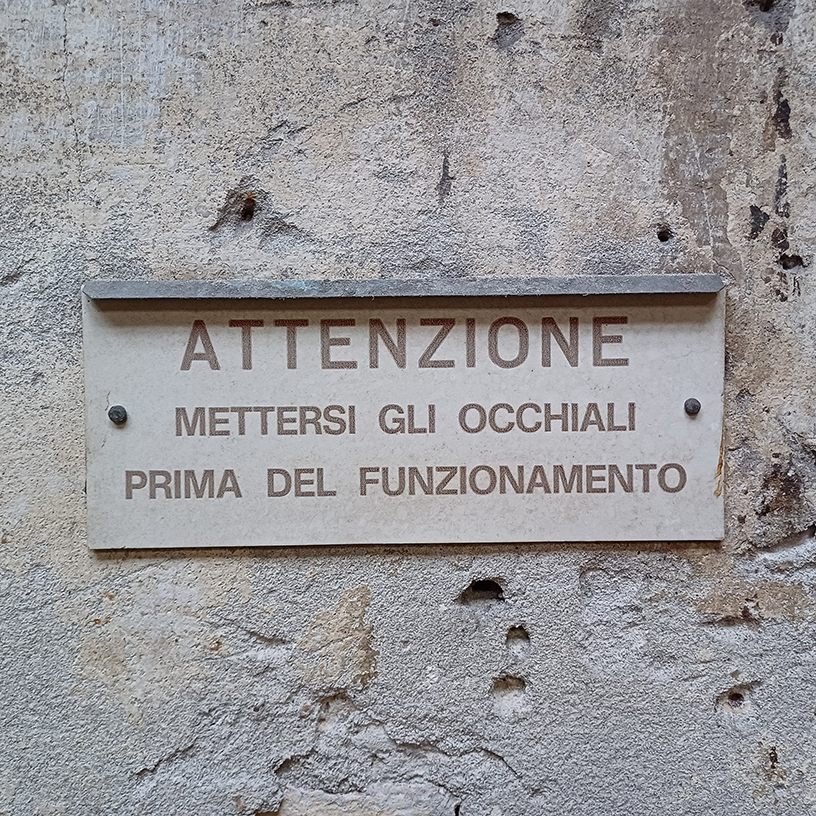 ATTENZIONE
METTERSI GLI OCCHIALI
PRIMA DEL FUNZIONAMENTO